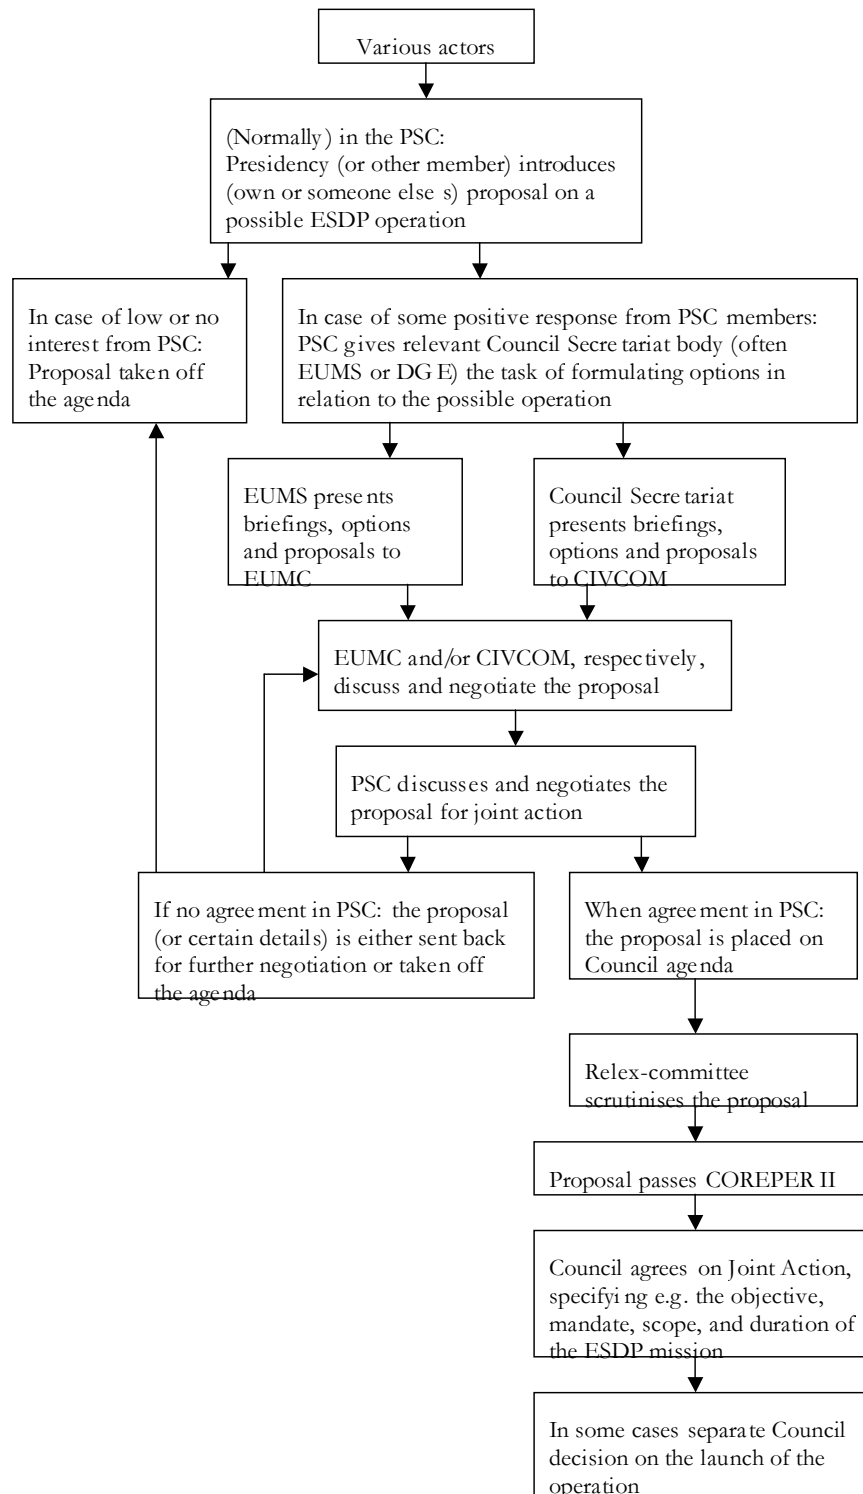 Various actors
(Normally) in the PSC:
Presidency (or other member) introduces
(own or someone else s) proposal on a
possible ESDP operation
In case of low or no
interest from PSC:
Proposal taken off
the agenda
In case of some positive response from PSC members:
PSC gives relevant Council Secretariat body (often
EUMS or DG E) the task of formulating options in
relation to the possible operation
EUMS presents
briefings, options
and proposals to
EUMC
Council Secretariat
presents briefings,
options and proposals
to CIVCOM
EUMC and/or CIVCOM, respectively,
discuss and negotiate the proposal
PSC discusses and negotiates the
proposal for joint action
If no agreement in PSC: the proposal
(or certain details) is either sent back
for further negotiation or taken off
the agenda
When agreement in PSC:
the proposal is placed on
Council agenda
Relex-committee
scrutinises the proposal
Proposal passes COREPER II
Council agrees on Joint Action,
specifying e.g. the objective,
mandate, scope, and duration of
the ESDP mission
In some cases separate Council
decision on the launch of the
operation